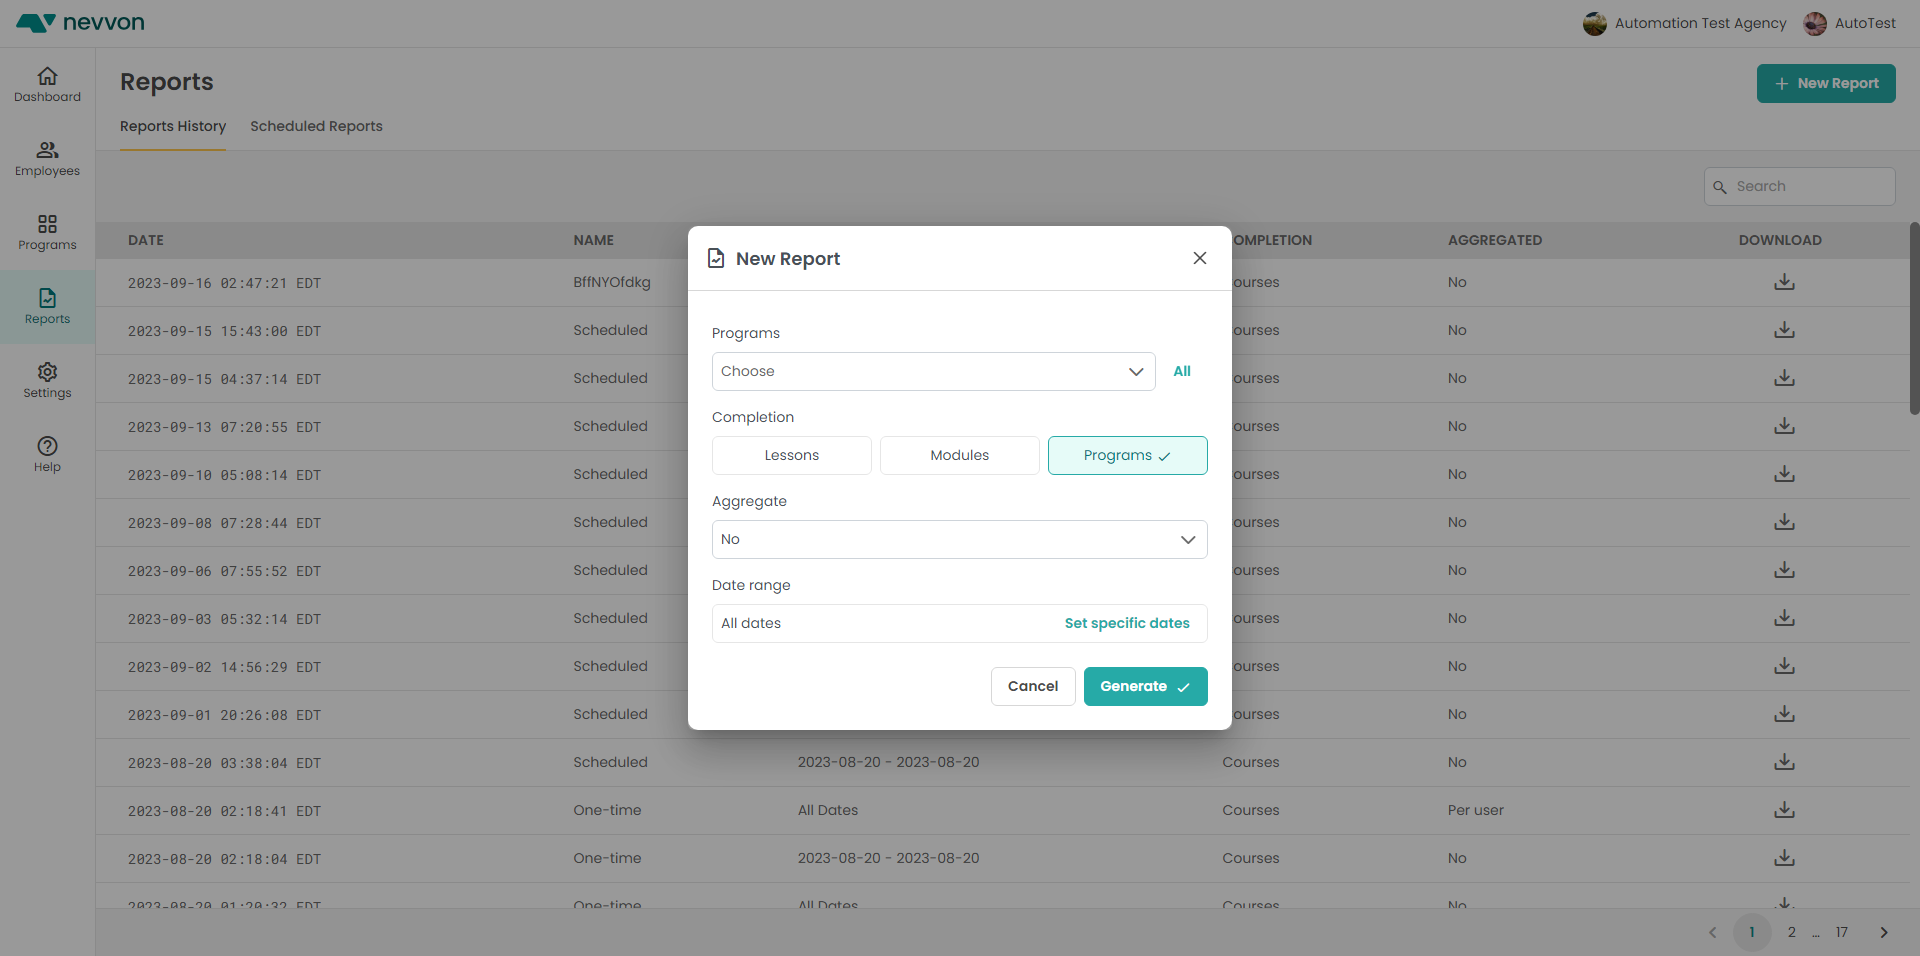 nevvon
Automation Test Agency
AutoTest
Dashboard
Employees
Programs
Reports
Settings
Help
Reports
New Report
Reports History
Scheduled Reports
Search
DATE NAME OMPLETION AGGREGATED DOWNLOAD
2023-09-16 02:47:21 EDT BffNYOfdkg ourses No
2023-09-15 15:43:00 EDT Scheduled ourses No
2023-09-15 04:37:14 EDT Scheduled ourses No
2023-09-13 07:20:55 EDT Scheduled ourses No
2023-09-10 05:08:14 EDT Scheduled ourses No
2023-09-08 07:28:44 EDT Scheduled ourses No
2023-09-06 07:55:52 EDT Scheduled ourses No
2023-09-03 05:32:14 EDT Scheduled ourses No
2023-09-02 14:56:29 EDT Scheduled ourses No
2023-09-01 20:26:08 EDT Scheduled ourses No
2023-08-20 03:38:04 EDT Scheduled 2023-08-20 - 2023-08-20 Courses No
2023-08-20 02:18:41 EDT One-time All Dates Courses Per user
2023-08-20 02:18:04 EDT One-time 2023-08-20 - 2023-08-20 Courses No
2023-08-20 01:20:32 EDT One-time All Dates Courses No
1 2 ... 17
New Report
Programs
Choose
All
Completion
Lessons
Modules
Programs
Aggregate
No
Date range
All dates
Set specific dates
Cancel
Generate